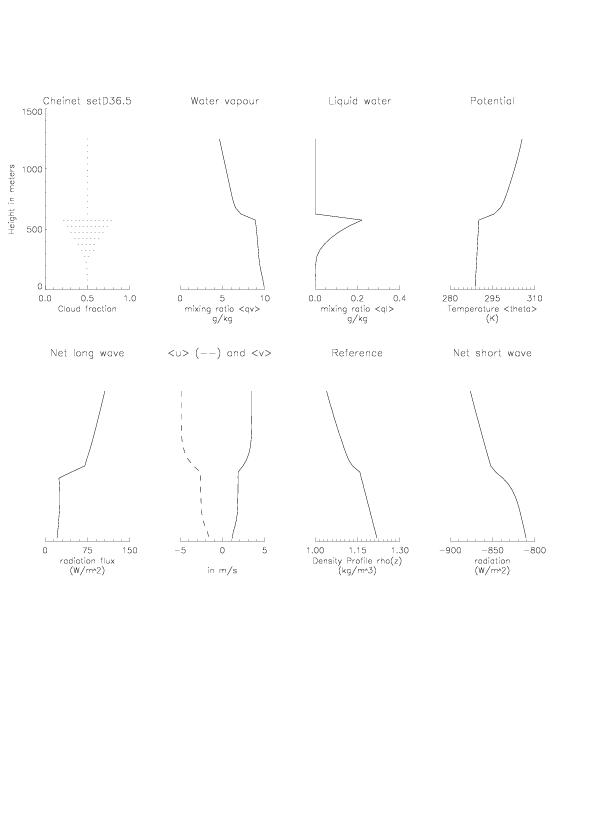 Cheinet setD36.5
Water vapour
Liquid water
Potential
1500
1000
500
0
Height in meters
0.0 0.5 1.0
Cloud fraction
0 5 10
mixing ratio <qv>
g/kg
0.0 0.2 0.4
mixing ratio <ql>
g/kg
280 295 310
Temperature <theta>
(K)
Net long wave
<u> (--) and <v>
Reference
Net short wave
0 75 150
radiation flux
(W/m^2)
-5 0 5
in m/s
1.00 1.15 1.30
Density Profile rho(z)
(kg/m^3)
-900 -850 -800
radiation
(W/m^2)